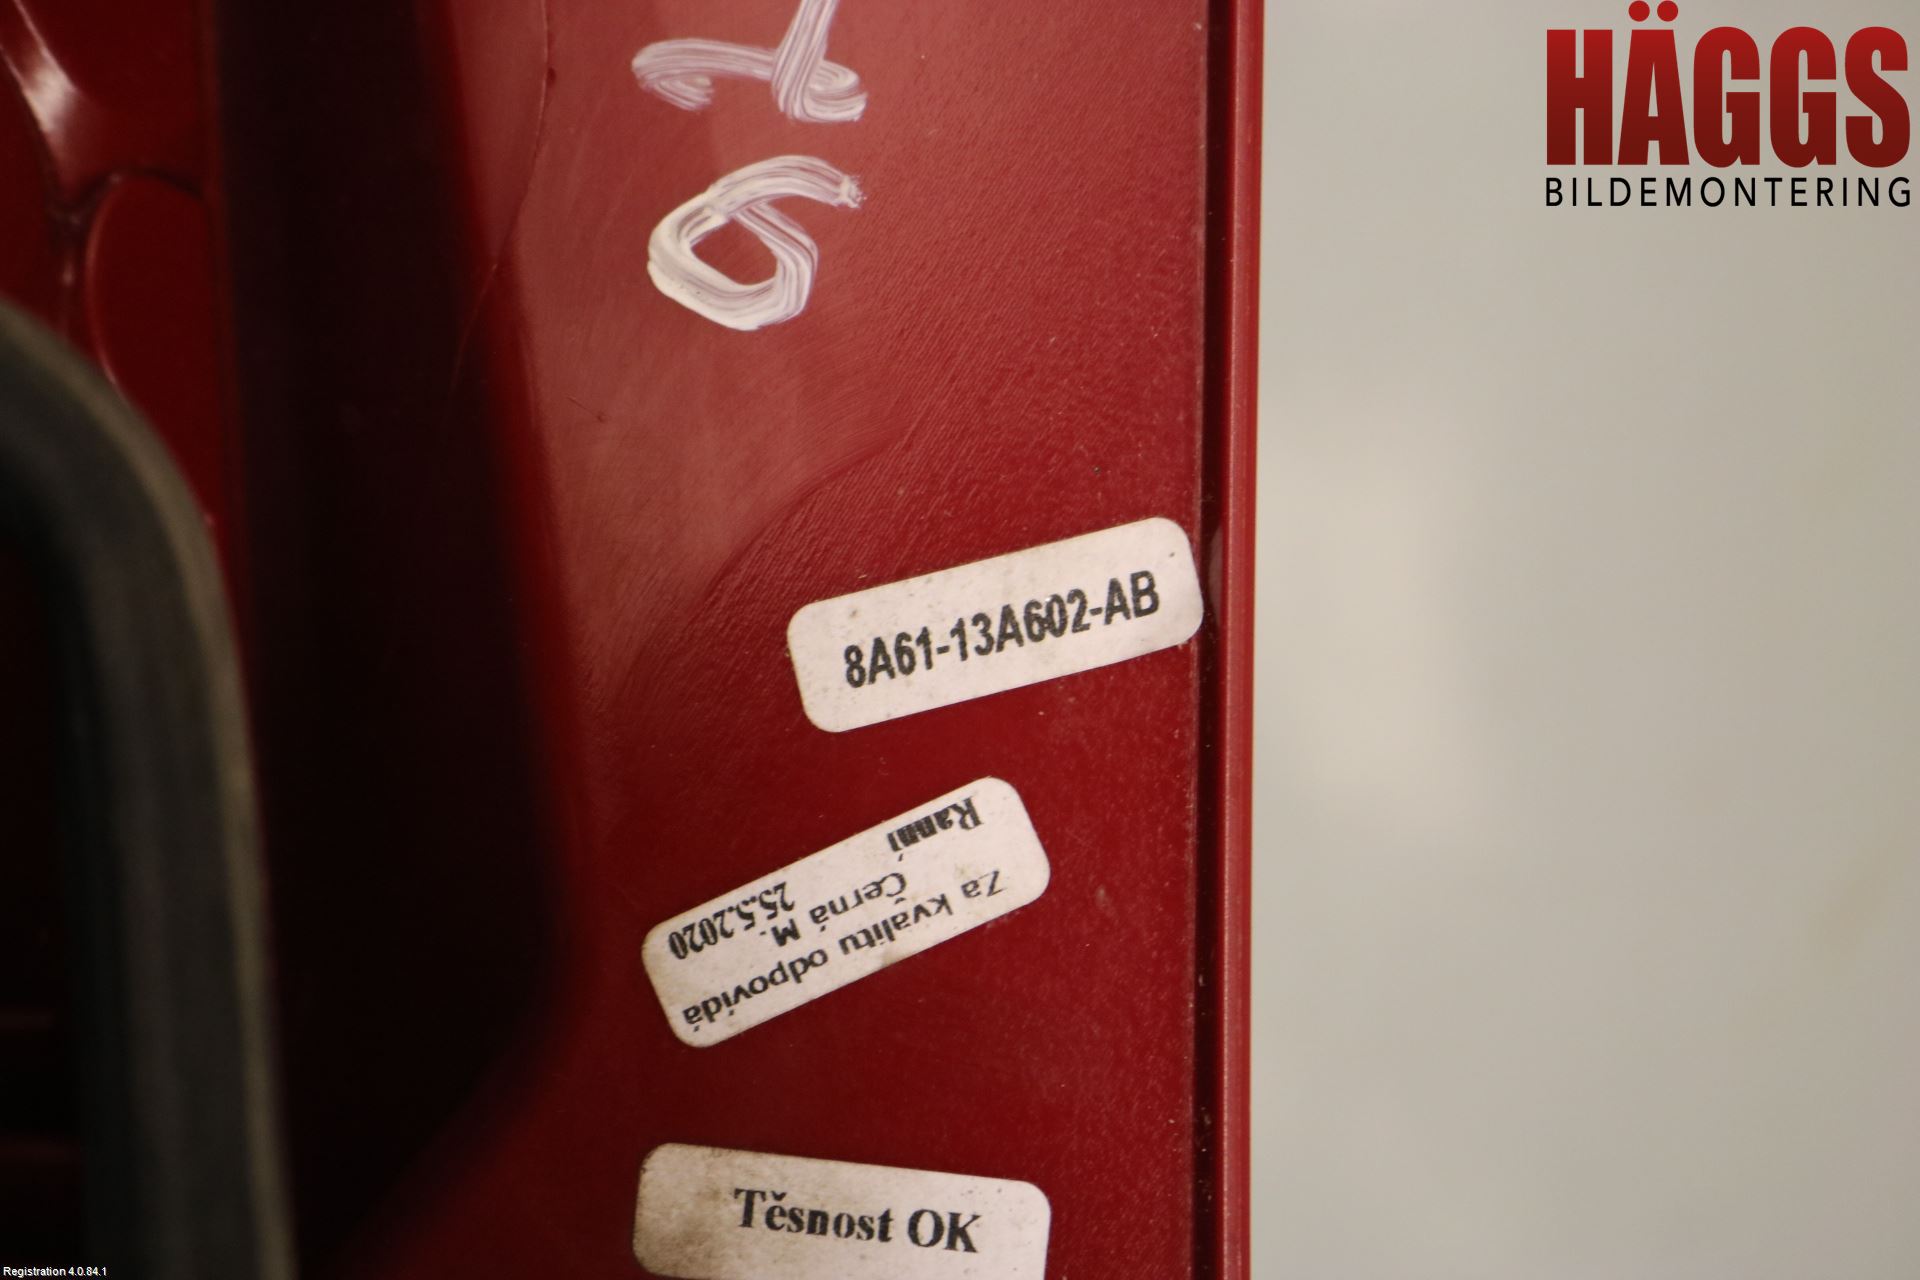 HÄGGS
BILDEMONTERING
8A61-13A602-AB
Za kvalitu odpovídá
Černá M.
Ranní 25.5.2020
Těsnost OK
Registration 4.0.84.1